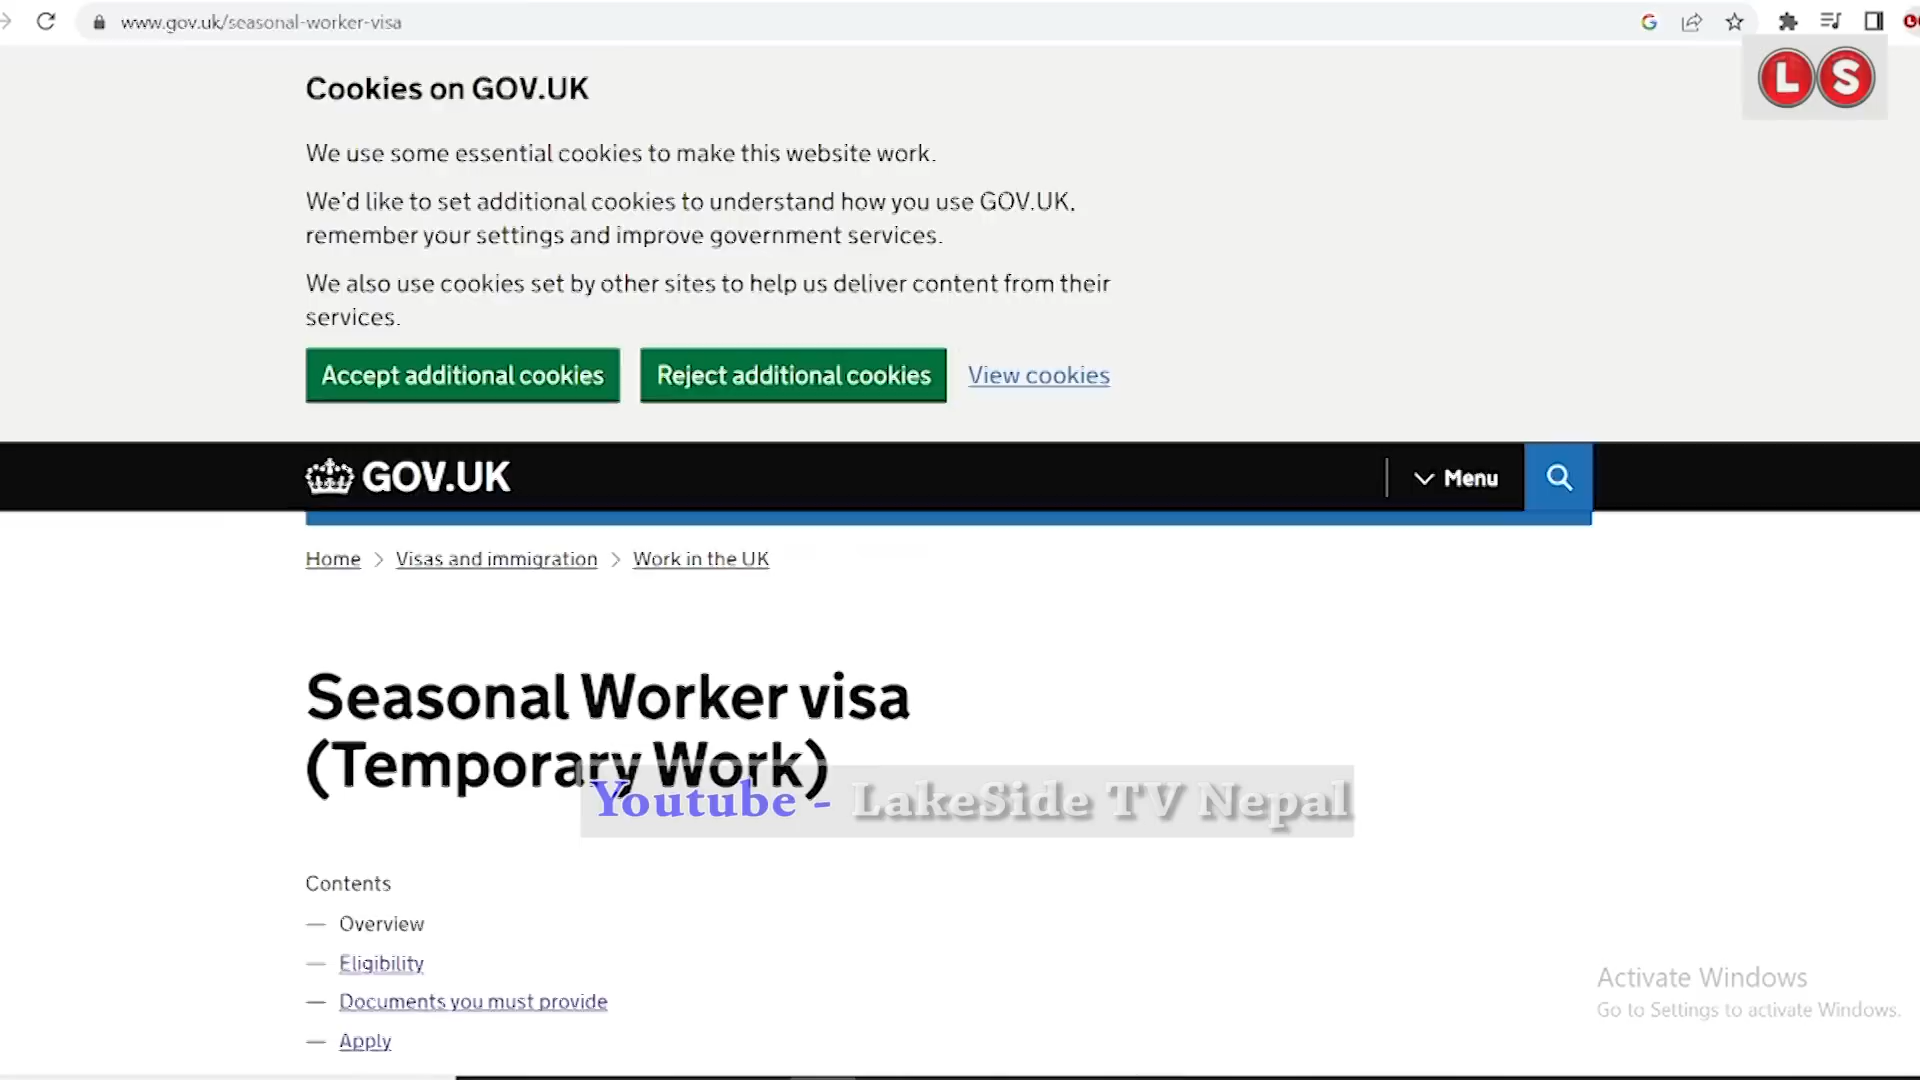 www.gov.uk/seasonal-worker-visa
LS
Cookies on GOV.UK
We use some essential cookies to make this website work.
We'd like to set additional cookies to understand how you use GOV.UK,
remember your settings and improve government services.
We also use cookies set by other sites to help us deliver content from their
services.
Accept additional cookies Reject additional cookies View cookies
GOV.UK Menu
Home Visas and immigration Work in the UK
Seasonal Worker visa
(Temporary Work)
Youtube - LakeSide TV Nepal
Contents
— Overview
— Eligibility
— Documents you must provide
— Apply
Activate Windows
Go to Settings to activate Windows.